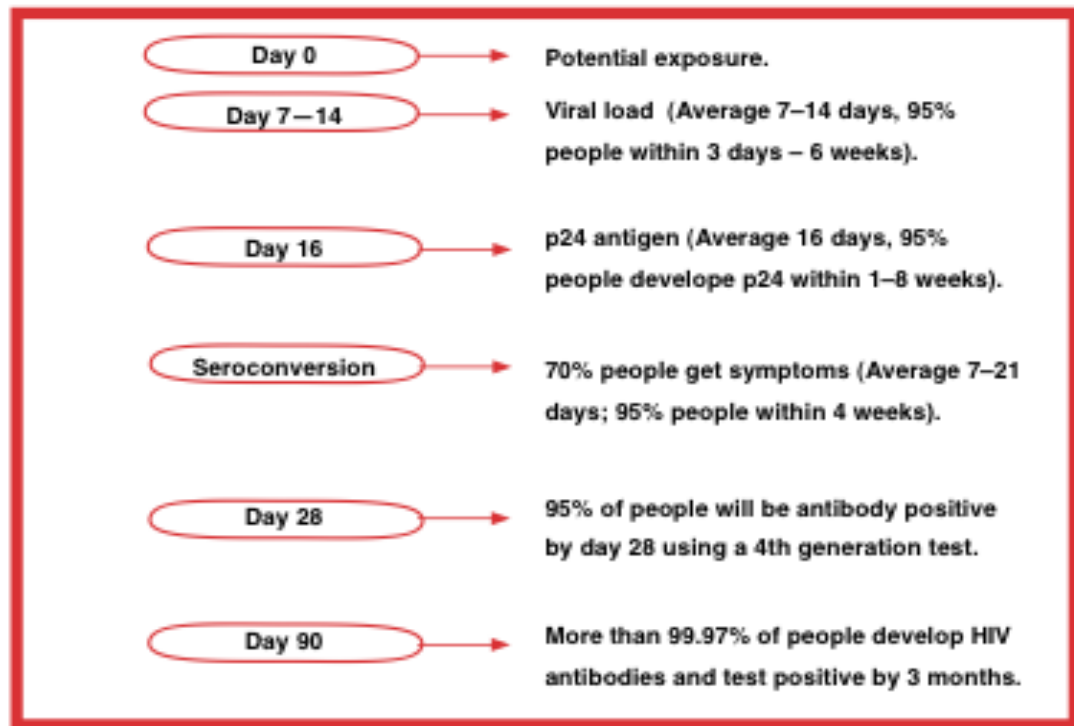 Day 0
Potential exposure.
Day 7—14
Viral load (Average 7–14 days, 95%
people within 3 days – 6 weeks).
Day 16
p24 antigen (Average 16 days, 95%
people develope p24 within 1–8 weeks).
Seroconversion
70% people get symptoms (Average 7–21
days; 95% people within 4 weeks).
Day 28
95% of people will be antibody positive
by day 28 using a 4th generation test.
Day 90
More than 99.97% of people develop HIV
antibodies and test positive by 3 months.